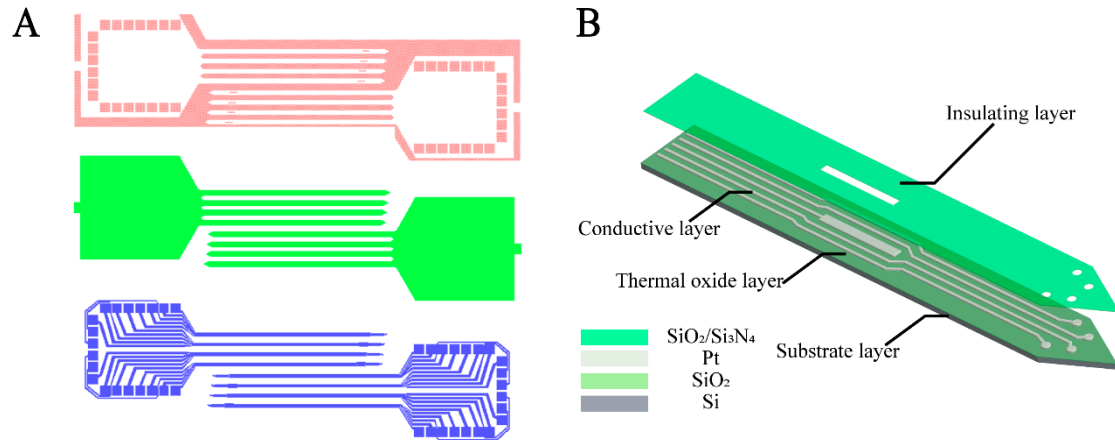 A
B
Insulating layer
Conductive layer
Thermal oxide layer
Substrate layer
SiO₂/Si₃N₄
Pt
SiO₂
Si